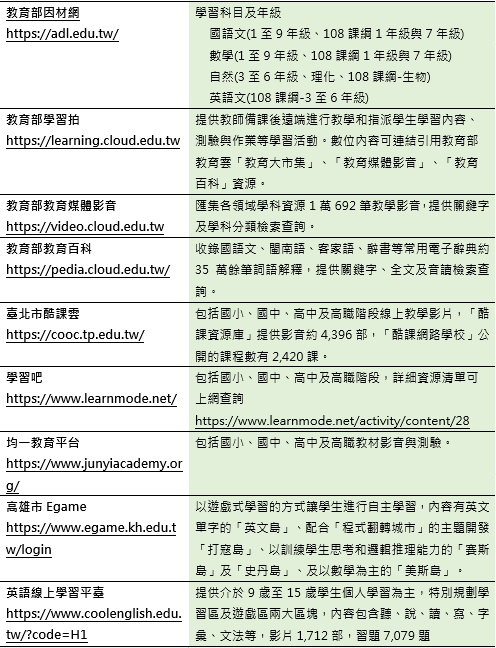 教育部因材網
https://adl.edu.tw/
學習科目及年級
國語文(1 至 9 年級、108 課綱 1 年級與 7 年級)
數學(1 至 9 年級、108 課綱 1 年級與 7 年級)
自然(3 至 6 年級、理化、108 課綱-生物)
英語文(108 課綱-3 至 6 年級)
教育部學習拍
https://learning.cloud.edu.tw
提供教師備課後遠端進行教學和指派學生學習內容、
測驗與作業等學習活動。數位內容可連結引用教育部
教育雲「教育大市集」、「教育媒體影音」、「教育
百科」資源。
教育部教育媒體影音
https://video.cloud.edu.tw
匯集各領域學科資源 1 萬 692 筆教學影音,提供關鍵字
及學科分類檢索查詢。
教育部教育百科
https://pedia.cloud.edu.tw/
收錄國語文、閩南語、客家語、辭書等常用電子辭典約
35 萬餘筆詞語解釋，提供關鍵字、全文及音讀檢索查
詢。
臺北市酷課雲
https://cooc.tp.edu.tw/
包括國小、國中、高中及高職階段線上教學影片，「酷
課資源庫」提供影音約 4,396 部，「酷課網路學校」公
開的課程數有 2,420 課。
學習吧
https://www.learnmode.net/
包括國小、國中、高中及高職階段，詳細資源清單可
上網查詢
https://www.learnmode.net/activity/content/28
均一教育平台
https://www.junyiacademy.or
g/
包括國小、國中、高中及高職教材影音與測驗。
高雄市 Egame
https://www.egame.kh.edu.t
w/login
以遊戲式學習的方式讓學生進行自主學習，內容有英文
單字的「英文島」、配合「程式翻轉城市」的主題開發
「打寇島」、以訓練學生思考和邏輯推理能力的「賽斯
島」及「史丹島」、及以數學為主的「美斯島」。
英語線上學習平臺
https://www.coolenglish.edu.
tw/?code=H1
提供介於 9 歲至 15 歲學生個人學習為主，特別規劃學
習區及遊戲區兩大區塊，內容包含聽、說、讀、寫、字
彙、文法等，影片 1,712 部，習題 7,079 題